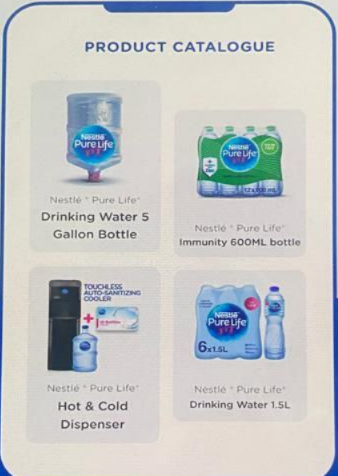 PRODUCT CATALOGUE
Nestlé
Pure Life
Nestlé® Pure Life®
Drinking Water 5
Gallon Bottle
Nestlé
Pure Life
Nestlé® Pure Life®
Immunity 600ML bottle
TOUCHLESS
AUTO-SANITIZING
COOLER
+
Nestlé® Pure Life®
Hot & Cold
Dispenser
Nestlé
Pure Life
6x1.5L
Nestlé® Pure Life®
Drinking Water 1.5L